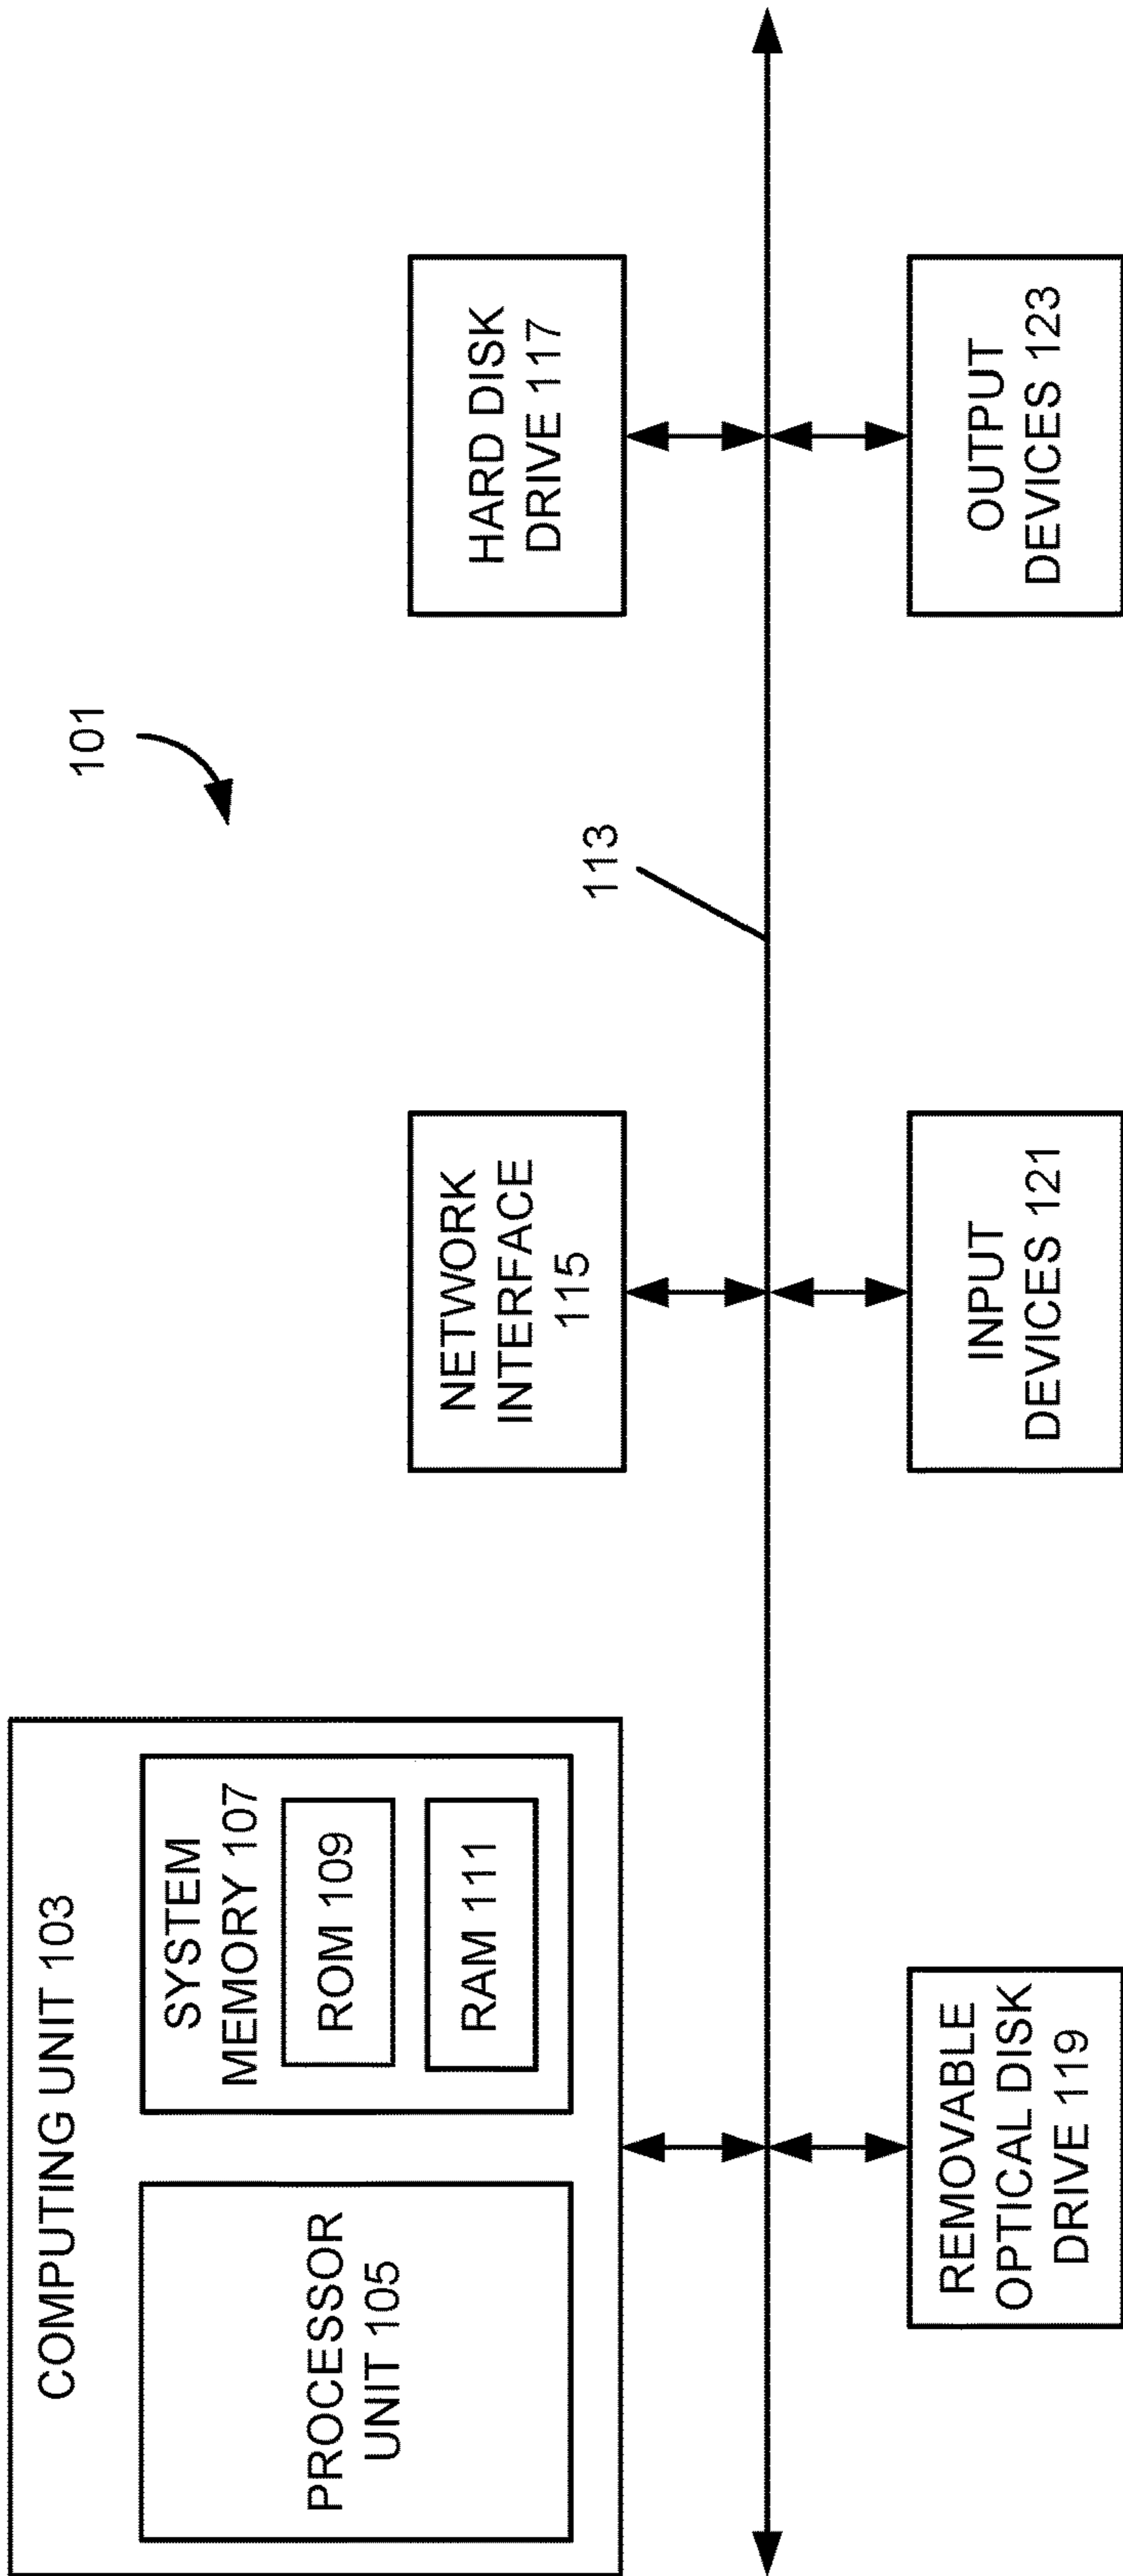 101
COMPUTING UNIT 103
PROCESSOR
UNIT 105
SYSTEM
MEMORY 107
ROM 109
RAM 111
NETWORK
INTERFACE
115
HARD DISK
DRIVE 117
113
REMOVABLE
OPTICAL DISK
DRIVE 119
INPUT
DEVICES 121
OUTPUT
DEVICES 123